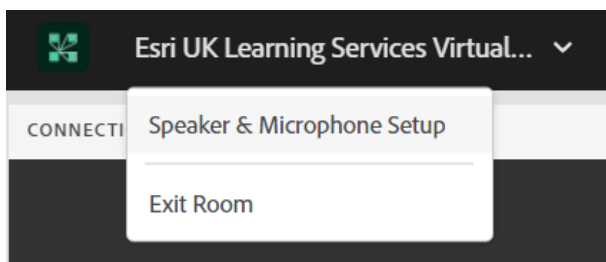 Esri UK Learning Services Virtual...
CONNECTI
Speaker & Microphone Setup
Exit Room